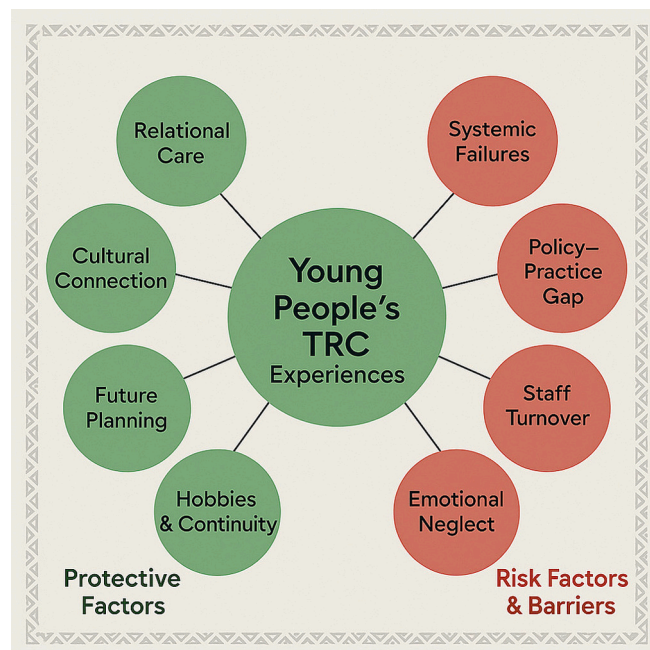 Relational
Care
Cultural
Connection
Future
Planning
Hobbies
& Continuity
Young
People’s
TRC
Experiences
Systemic
Failures
Policy–
Practice
Gap
Staff
Turnover
Emotional
Neglect
Protective
Factors
Risk Factors
& Barriers